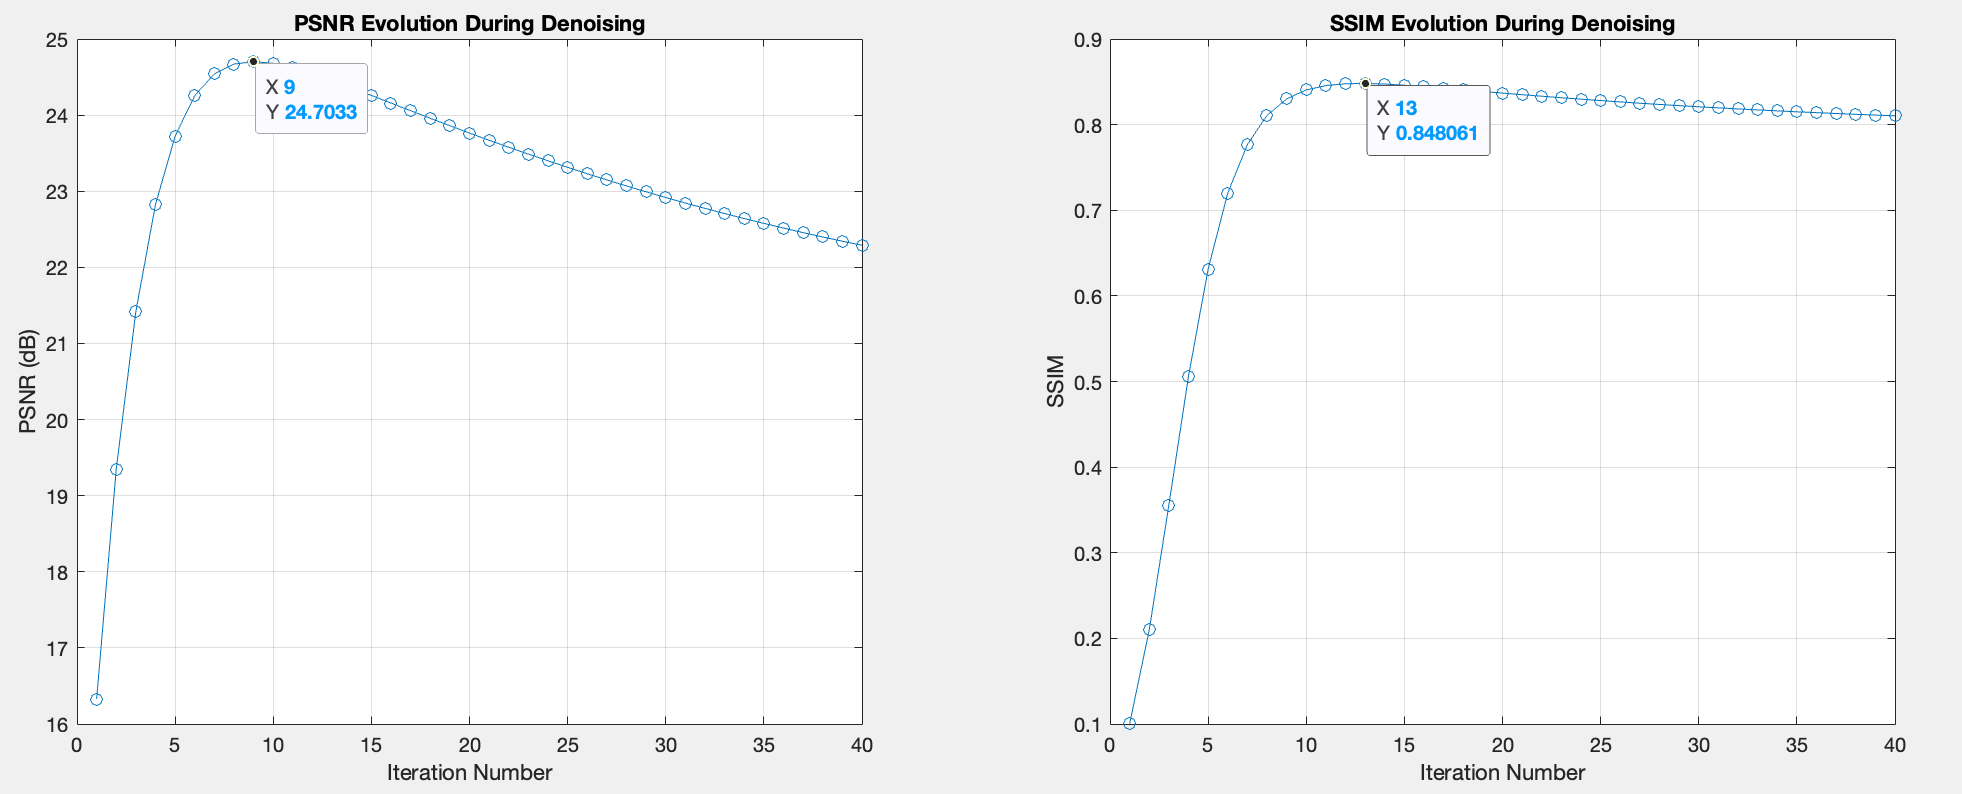 PSNR Evolution During Denoising
25
24
23
22
21
20
19
18
17
16
PSNR (dB)
X 9
Y 24.7033
0 5 10 15 20 25 30 35 40
Iteration Number
SSIM Evolution During Denoising
0.9
0.8
0.7
0.6
0.5
0.4
0.3
0.2
0.1
SSIM
X 13
Y 0.848061
0 5 10 15 20 25 30 35 40
Iteration Number